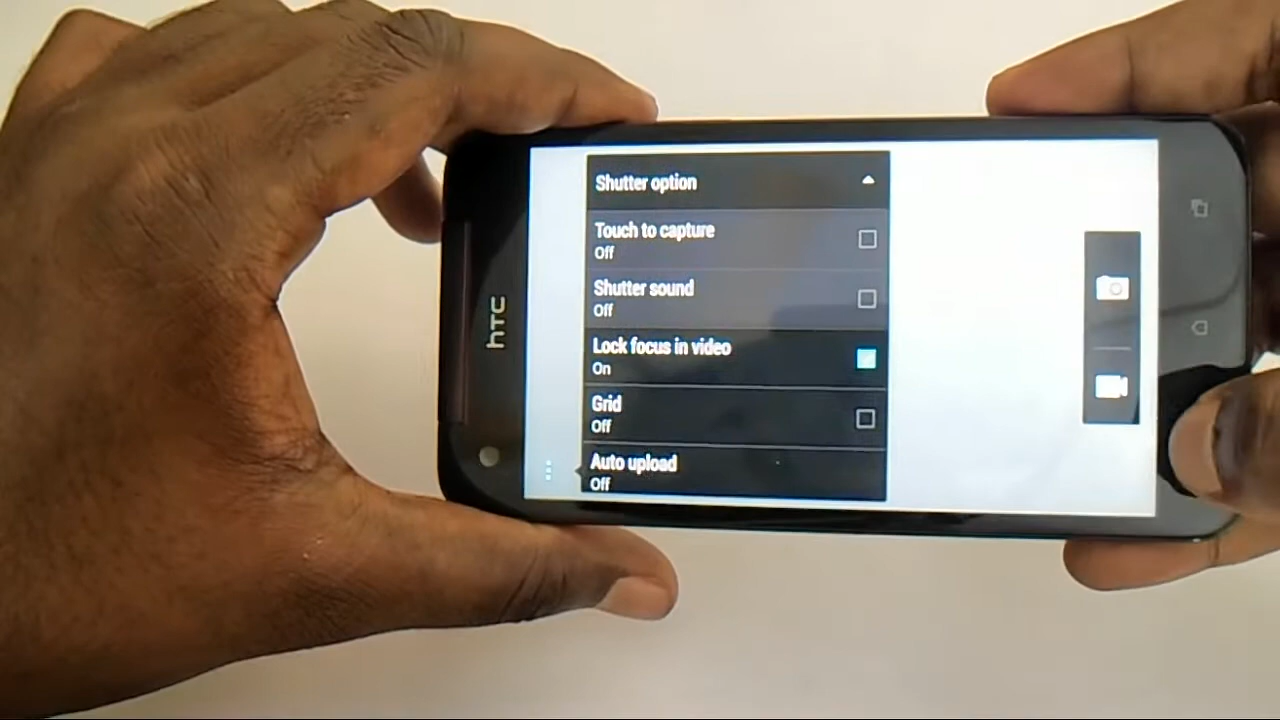 hTC
Shutter option
Touch to capture
Off
Shutter sound
Off
Lock focus in video
On
Grid
Off
Auto upload
Off